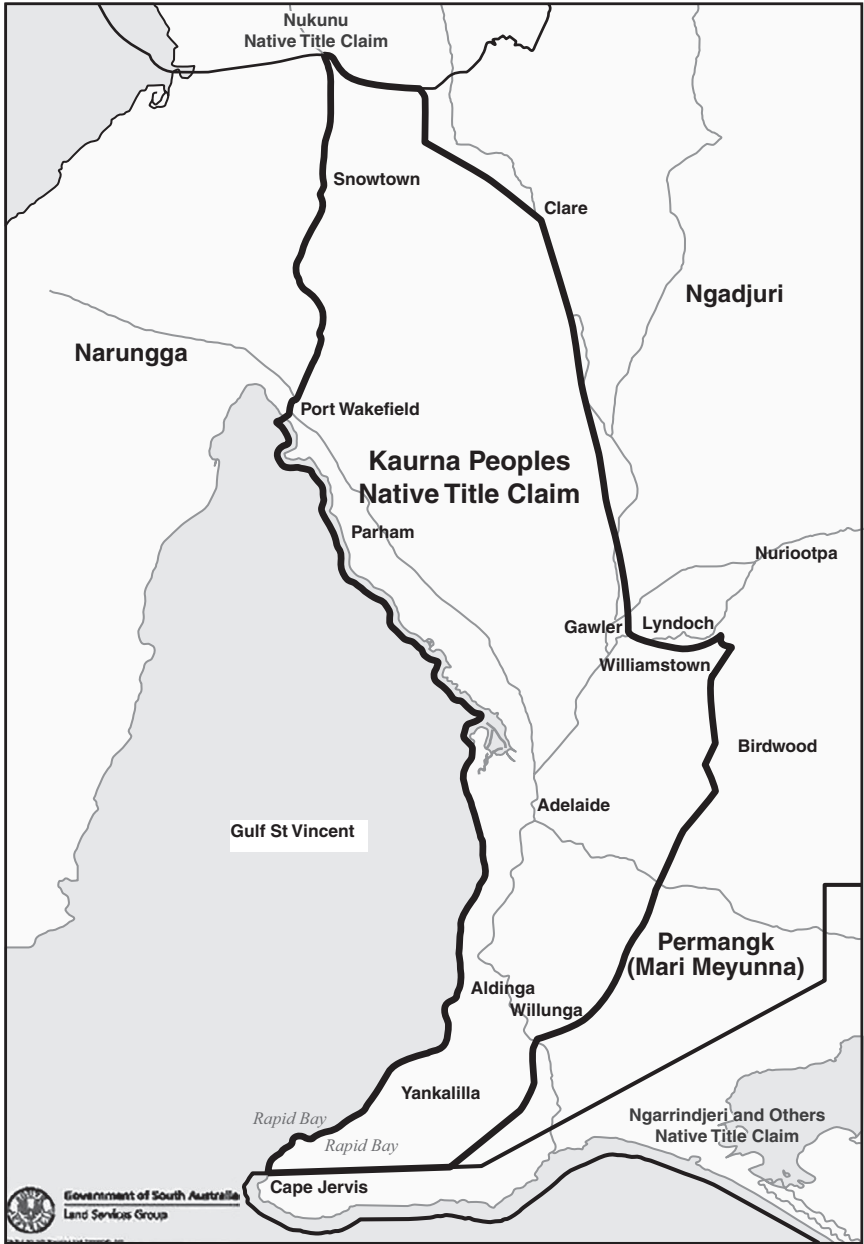 Nukunu
Native Title Claim
Snowtown
Clare
Ngadjuri
Narungga
Port Wakefield
Kaurna Peoples
Native Title Claim
Parham
Nuriootpa
Gawler
Lyndoch
Williamstown
Birdwood
Adelaide
Gulf St Vincent
Permangk
(Mari Meyunna)
Aldinga
Willunga
Yankalilla
Rapid Bay
Rapid Bay
Ngarrindjeri and Others
Native Title Claim
Cape Jervis
Government of South Australia
Land Services Group